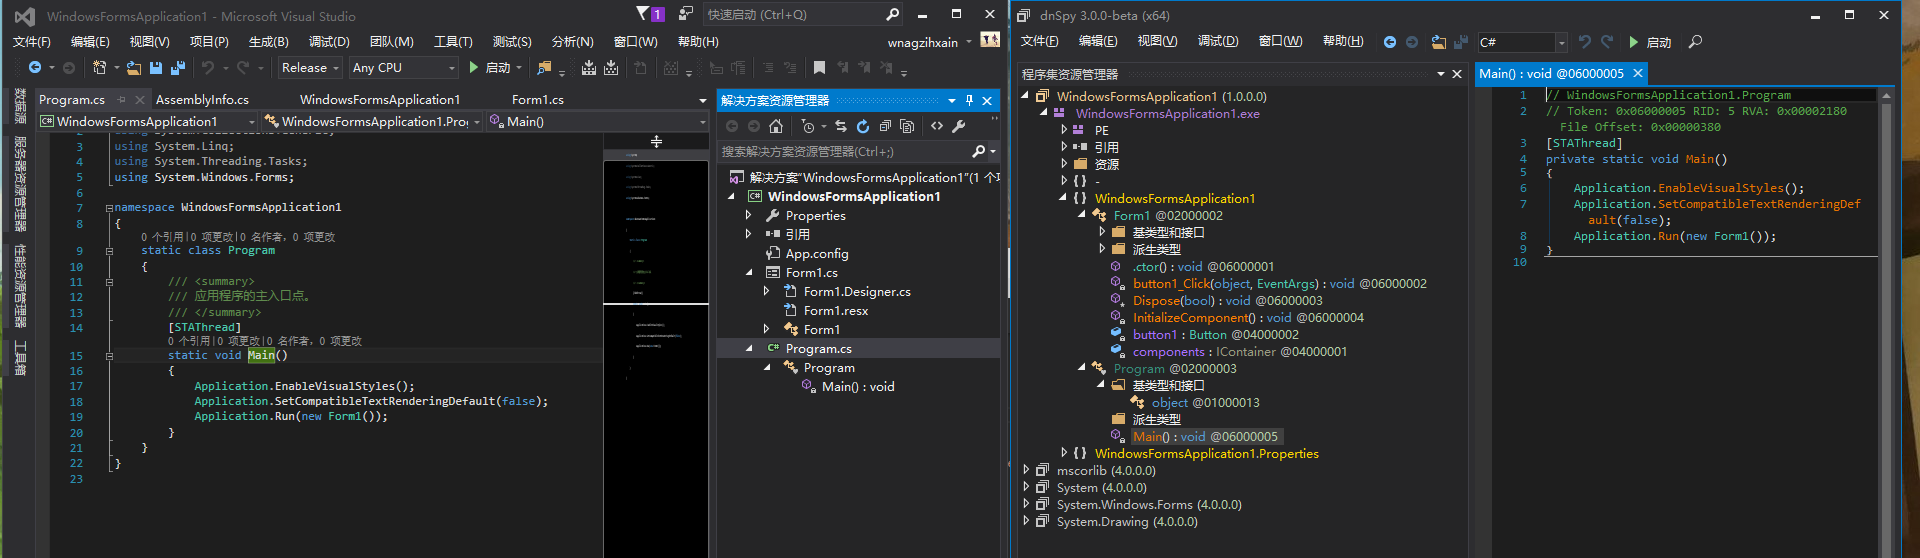 WindowsFormsApplication1 - Microsoft Visual Studio
1
快速启动 (Ctrl+Q)
文件(F) 编辑(E) 视图(V) 项目(P) 生成(B) 调试(D) 团队(M) 工具(T) 测试(S) 分析(N) 窗口(W) 帮助(H)
wnagzihxain
Release Any CPU 启动
数据源
服务器资源管理器
性能资源管理器
工具箱
Program.cs AssemblyInfo.cs WindowsFormsApplication1 Form1.cs
WindowsFormsApplication1 WindowsFormsApplication1.Pro Main()
3 using System.Linq;
4 using System.Threading.Tasks;
5 using System.Windows.Forms;
6
7 namespace WindowsFormsApplication1
8 {
0 个引用|0 项更改|0 名作者, 0 项更改
9 static class Program
10 {
11 /// <summary>
12 /// 应用程序的主入口点。
13 /// </summary>
14 [STAThread]
0 个引用|0 项更改|0 名作者, 0 项更改
15 static void Main()
16 {
17 Application.EnableVisualStyles();
18 Application.SetCompatibleTextRenderingDefault(false);
19 Application.Run(new Form1());
20 }
21 }
22 }
23
解决方案资源管理器
搜索解决方案资源管理器(Ctrl+;)
解决方案"WindowsFormsApplication1"(1 个项
C# WindowsFormsApplication1
Properties
引用
App.config
Form1.cs
Form1.Designer.cs
Form1.resx
Form1
C# Program.cs
Program
Main() : void
dnSpy 3.0.0-beta (x64)
文件(F) 编辑(E) 视图(V) 调试(D) 窗口(W) 帮助(H) C# 启动
程序集资源管理器
WindowsFormsApplication1 (1.0.0.0)
WindowsFormsApplication1.exe
PE
引用
资源
{ } -
{ } WindowsFormsApplication1
Form1 @02000002
基类型和接口
派生类型
.ctor() : void @06000001
button1_Click(object, EventArgs) : void @06000002
Dispose(bool) : void @06000003
InitializeComponent() : void @06000004
button1 : Button @04000002
components : IContainer @04000001
Program @02000003
基类型和接口
object @01000013
派生类型
Main() : void @06000005
{ } WindowsFormsApplication1.Properties
mscorlib (4.0.0.0)
System (4.0.0.0)
System.Windows.Forms (4.0.0.0)
System.Drawing (4.0.0.0)
Main() : void @06000005
1 // WindowsFormsApplication1.Program
2 // Token: 0x06000005 RID: 5 RVA: 0x00002180
File Offset: 0x00000380
3 [STAThread]
4 private static void Main()
5 {
6 Application.EnableVisualStyles();
7 Application.SetCompatibleTextRenderingDef
ault(false);
8 Application.Run(new Form1());
9 }
10